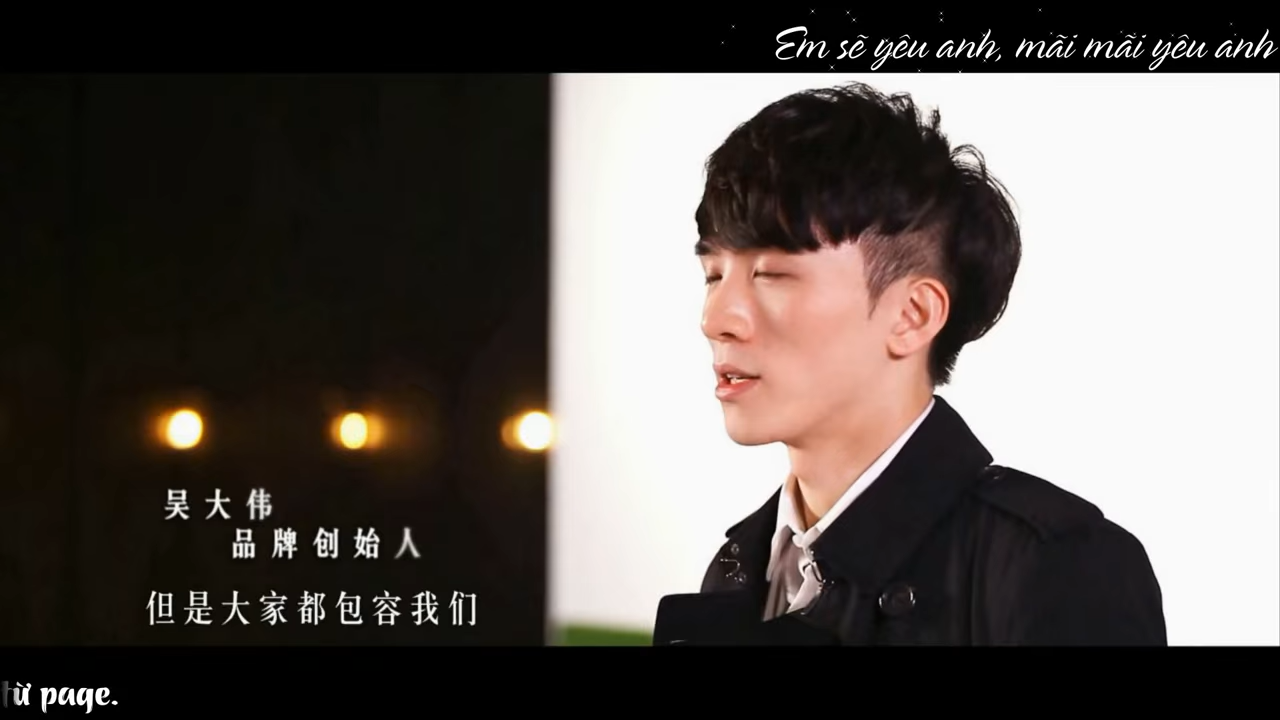 Em sẽ yêu anh, mãi mãi yêu anh
吴大伟
品牌创始人
但是大家都包容我们
từ page.